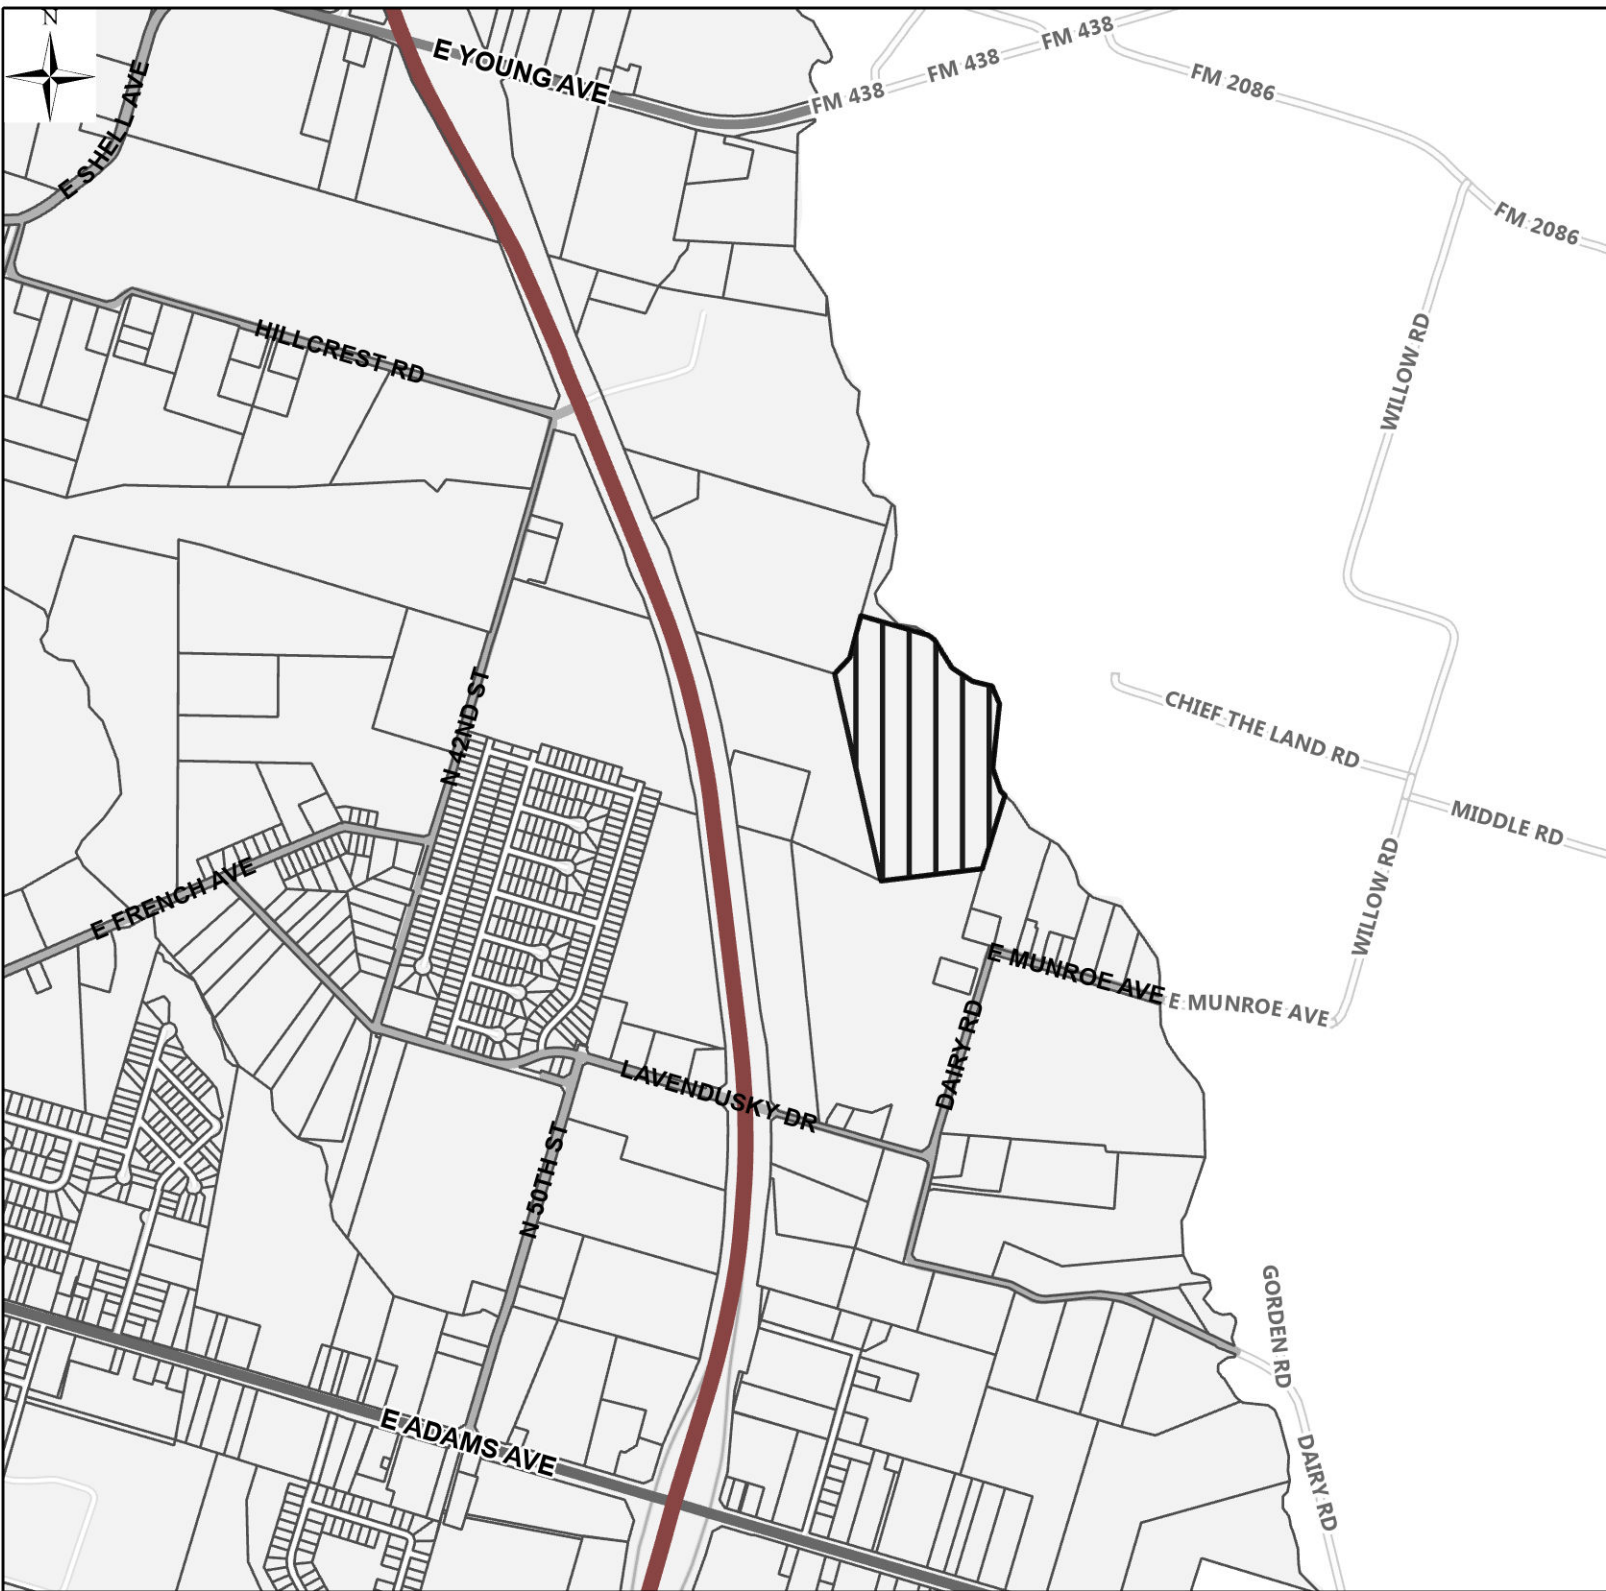 N
E SHELL AVE
E YOUNG AVE
FM 438
FM 438
FM 438
FM 2086
FM 2086
HILLCREST RD
WILLOW RD
N 42ND ST
CHIEF THE LAND RD
MIDDLE RD
E FRENCH AVE
WILLOW RD
E MUNROE AVE
E MUNROE AVE
DAIRY RD
LAVENDUSKY DR
N 50TH ST
GORDEN RD
E ADAMS AVE
DAIRY RD